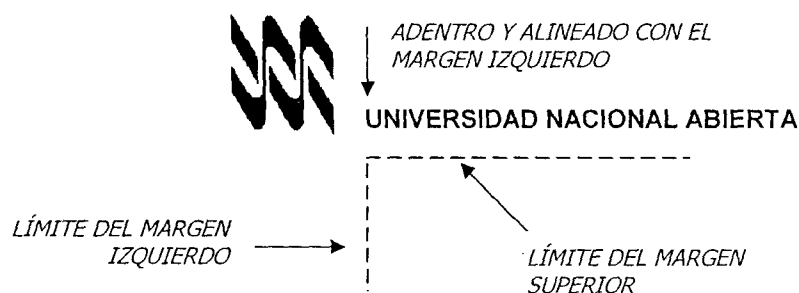 ADENTRO Y ALINEADO CON EL
MARGEN IZQUIERDO
UNIVERSIDAD NACIONAL ABIERTA
LÍMITE DEL MARGEN
IZQUIERDO
LÍMITE DEL MARGEN
SUPERIOR